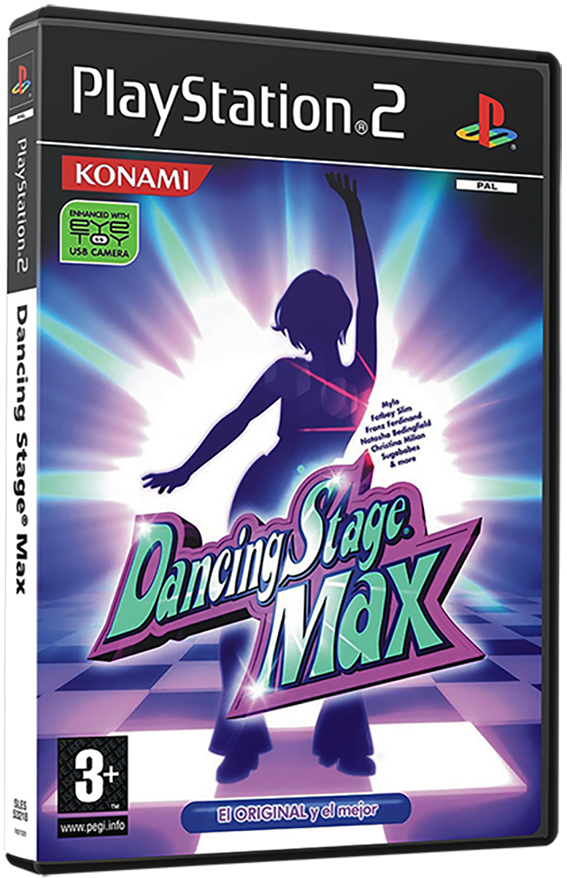 PlayStation®2
PAL
KONAMI
ENHANCED WITH
EYE
TOY
USB CAMERA
Mylo
Fatboy Slim
Franz Ferdinand
Natasha Bedingfield
Christina Milian
Sugababes
& more
Dancing Stage®
Max
3+
TM
www.pegi.info
El ORIGINAL y el mejor
PAL
PlayStation®2
Dancing Stage® Max
SLES
53218